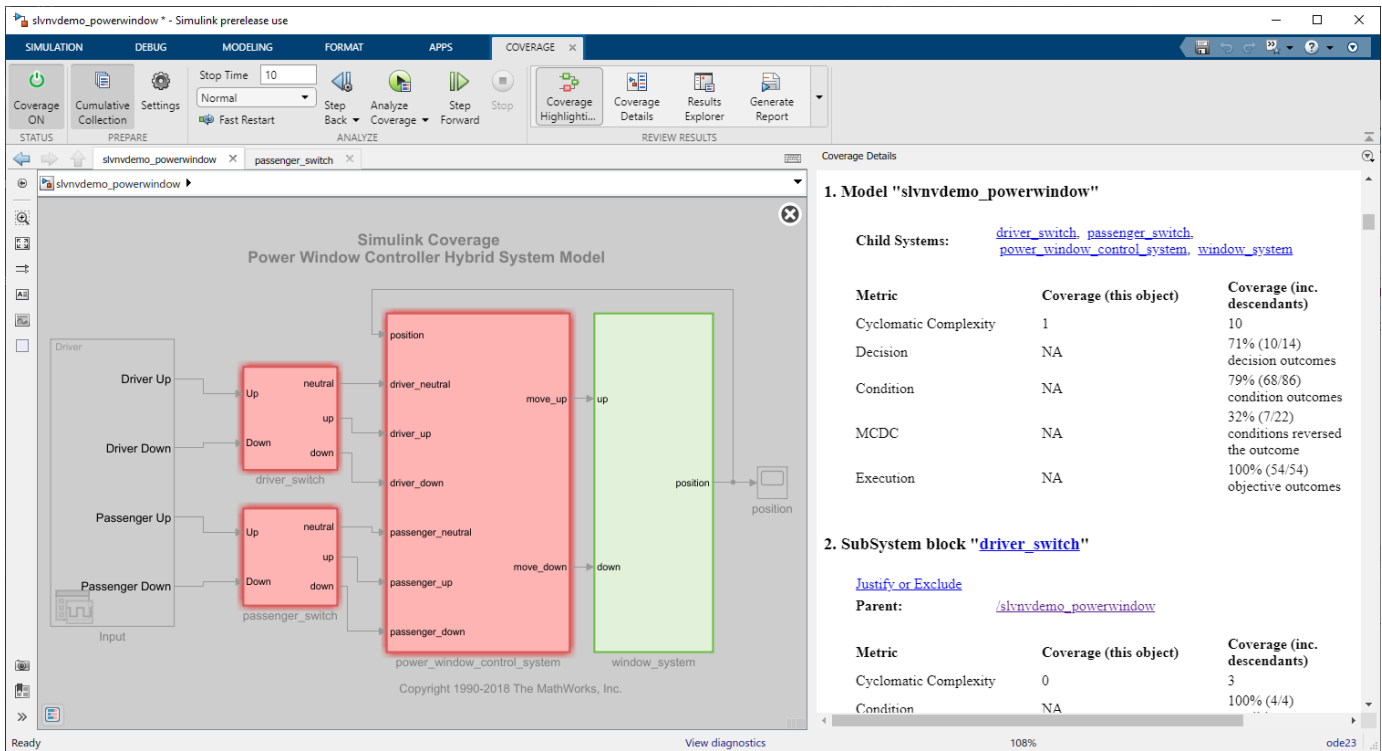 slvnvdemo_powerwindow * - Simulink prerelease use
SIMULATION DEBUG MODELING FORMAT APPS COVERAGE ×
Stop Time 10
Normal
Fast Restart
Coverage ON
Cumulative Collection
Settings
Step Back
Analyze Coverage
Step Forward
Stop
Coverage Highlighti...
Coverage Details
Results Explorer
Generate Report
STATUS PREPARE ANALYZE REVIEW RESULTS
slvnvdemo_powerwindow × passenger_switch ×
slvnvdemo_powerwindow
Simulink Coverage
Power Window Controller Hybrid System Model
Driver
Driver Up
Driver Down
Passenger Up
Passenger Down
Input
Up
Down
neutral
up
down
driver_switch
Up
Down
neutral
up
down
passenger_switch
position
driver_neutral
driver_up
driver_down
passenger_neutral
passenger_up
passenger_down
move_up
move_down
power_window_control_system
up
down
position
window_system
position
Copyright 1990-2018 The MathWorks, Inc.
Coverage Details
1. Model "slvnvdemo_powerwindow"
Child Systems: driver_switch, passenger_switch,
power_window_control_system, window_system
Metric Coverage (this object) Coverage (inc. descendants)
Cyclomatic Complexity 1 10
Decision NA 71% (10/14) decision outcomes
Condition NA 79% (68/86) condition outcomes
MCDC NA 32% (7/22) conditions reversed the outcome
Execution NA 100% (54/54) objective outcomes
2. SubSystem block "driver_switch"
Justify or Exclude
Parent: /slvnvdemo_powerwindow
Metric Coverage (this object) Coverage (inc. descendants)
Cyclomatic Complexity 0 3
Condition NA 100% (4/4)
Ready View diagnostics 108% ode23